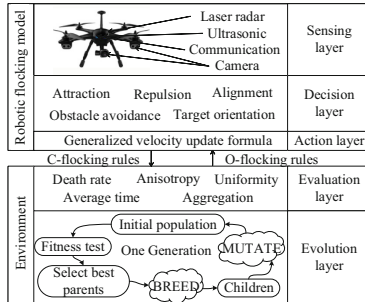 Robotic flocking model
Laser radar
Ultrasonic
Communication
Camera
Sensing
layer
Attraction Repulsion Alignment
Obstacle avoidance Target orientation
Decision
layer
Generalized velocity update formula
Action layer
C-flocking rules O-flocking rules
Environment
Death rate Anisotropy Uniformity
Average time Aggregation
Evaluation
layer
Initial population
Fitness test
One Generation
MUTATE
Select best
parents
BREED
Children
Evolution
layer